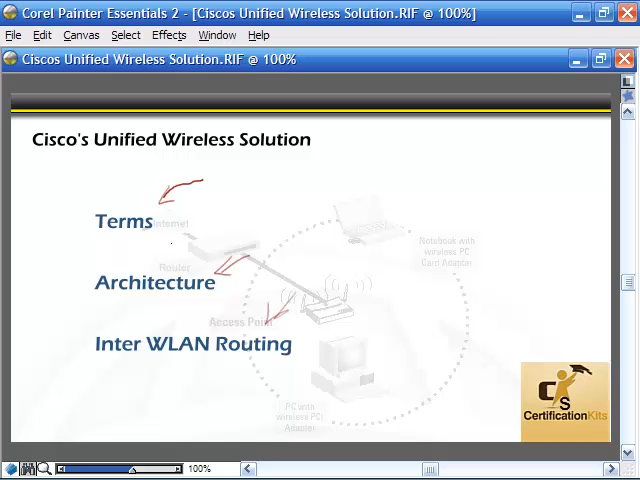 Corel Painter Essentials 2 - [Ciscos Unified Wireless Solution.RIF @ 100%]
File Edit Canvas Select Effects Window Help
Ciscos Unified Wireless Solution.RIF @ 100%
Cisco's Unified Wireless Solution
Terms
Internet
Router
Notebook with
wireless PC
Card Adapter
Architecture
Access Point
Inter WLAN Routing
PC with
wireless PCI
Adapter
CS
CertificationKits
100%